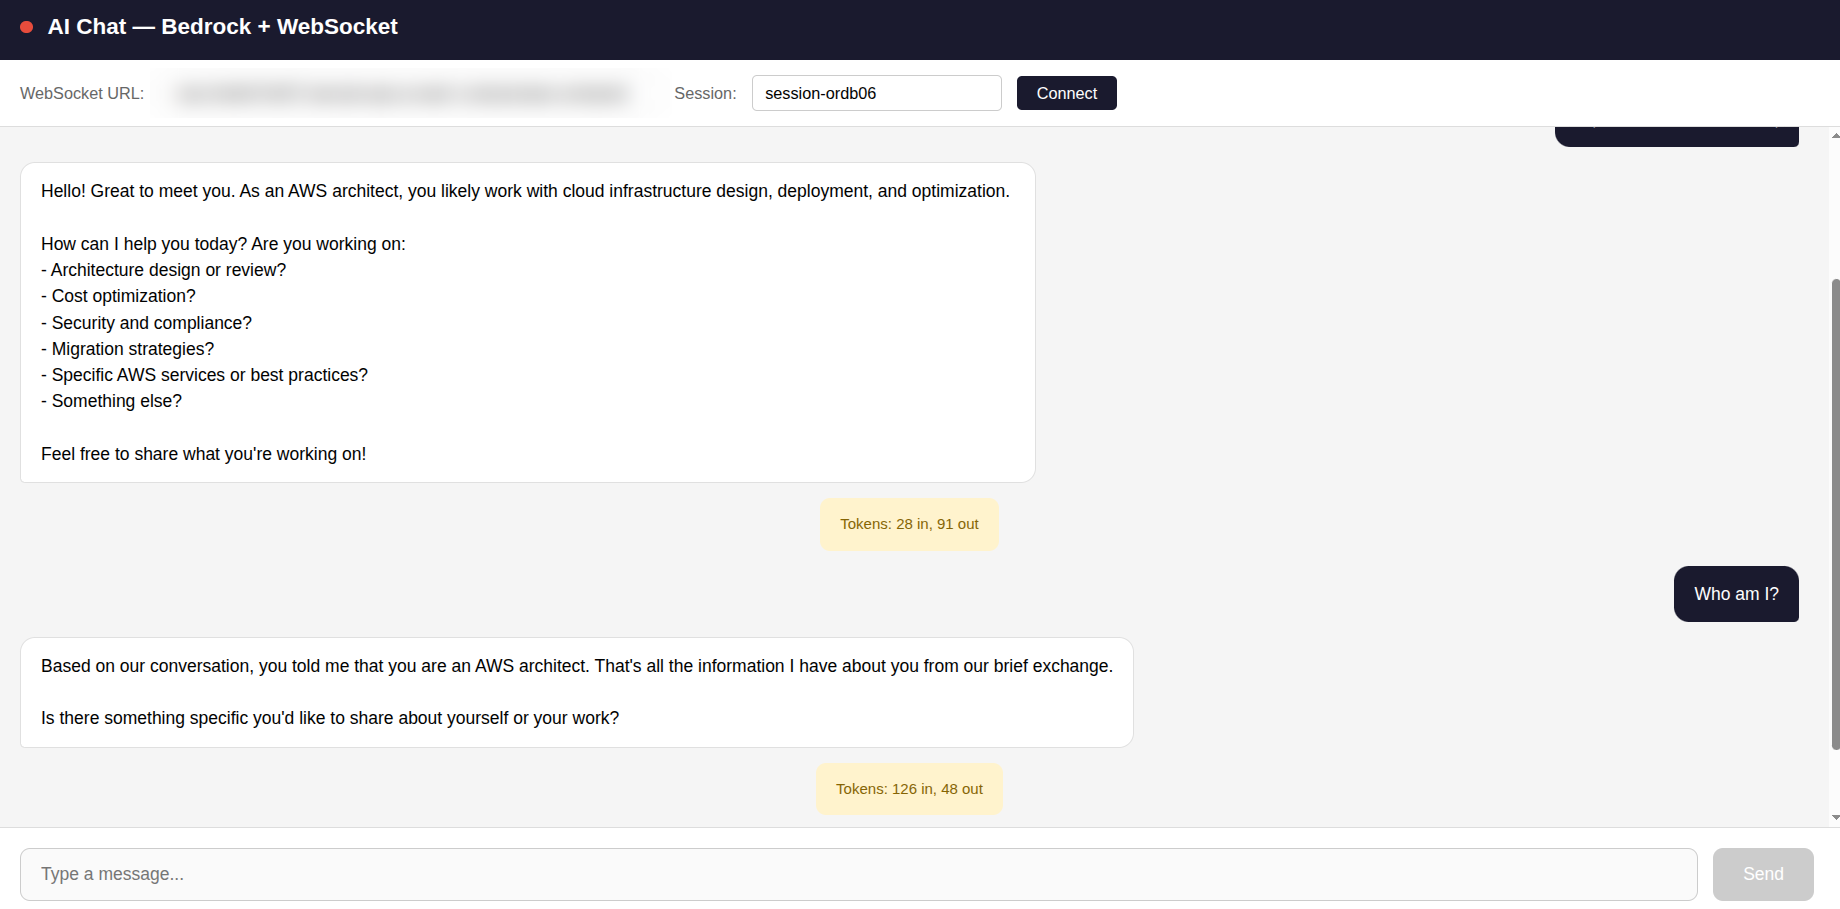 AI Chat — Bedrock + WebSocket
WebSocket URL:
Session: session-ordb06 Connect
Hello! Great to meet you. As an AWS architect, you likely work with cloud infrastructure design, deployment, and optimization.
How can I help you today? Are you working on:
- Architecture design or review?
- Cost optimization?
- Security and compliance?
- Migration strategies?
- Specific AWS services or best practices?
- Something else?
Feel free to share what you're working on!
Tokens: 28 in, 91 out
Who am I?
Based on our conversation, you told me that you are an AWS architect. That's all the information I have about you from our brief exchange.
Is there something specific you'd like to share about yourself or your work?
Tokens: 126 in, 48 out
Type a message...
Send